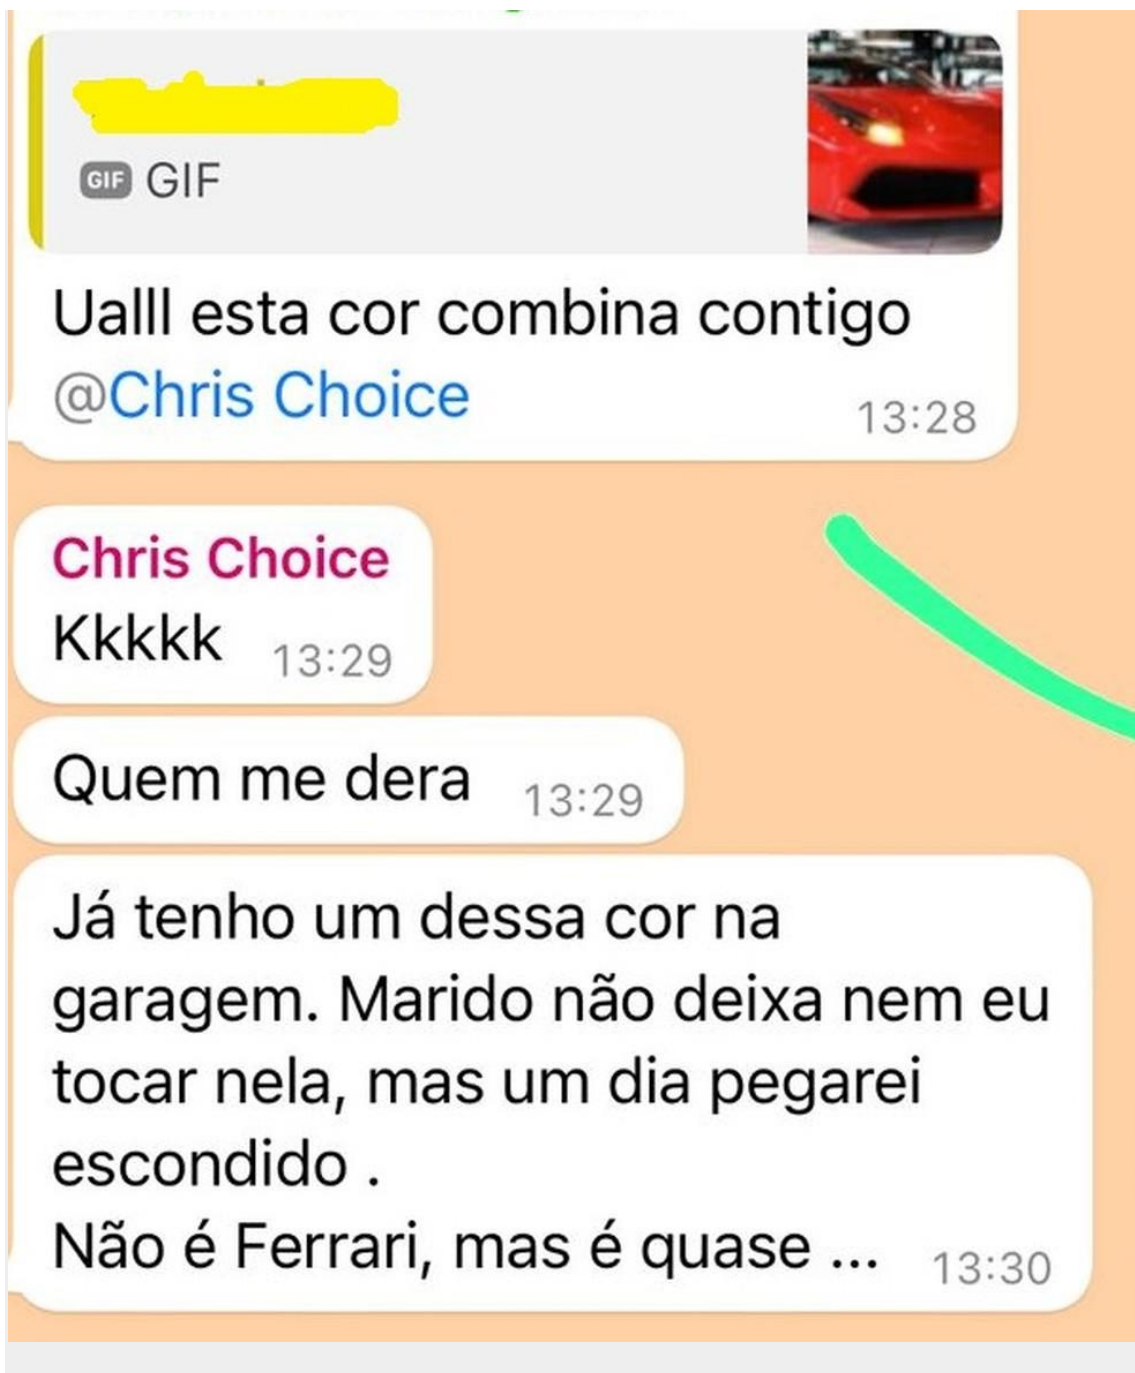 GIF GIF
Ualll esta cor combina contigo
@Chris Choice 13:28
Chris Choice
Kkkkk 13:29
Quem me dera 13:29
Já tenho um dessa cor na
garagem. Marido não deixa nem eu
tocar nela, mas um dia pegarei
escondido .
Não é Ferrari, mas é quase ... 13:30